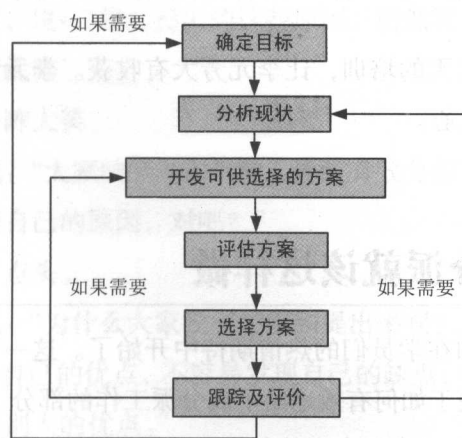 如果需要
确定目标
分析现状
开发可供选择的方案
评估方案
如果需要
如果需要
选择方案
跟踪及评价